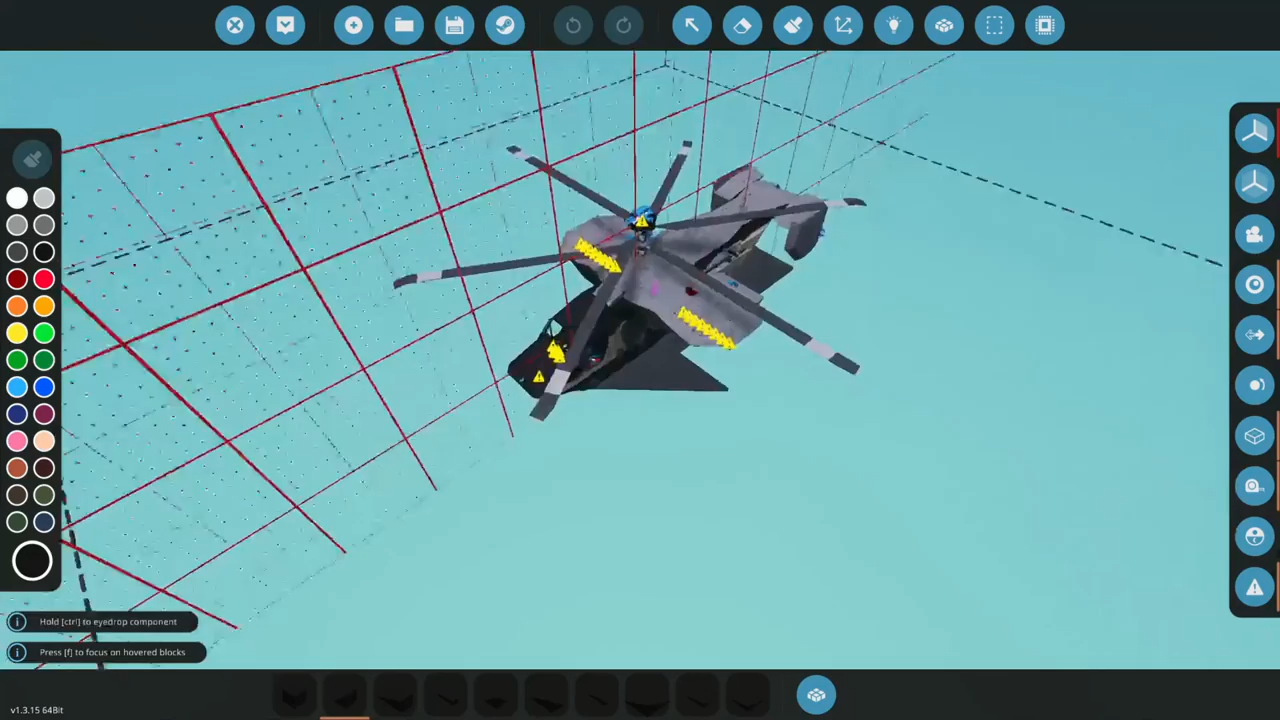 Hold [ctrl] to eyedrop component
Press [f] to focus on hovered blocks
v1.3.15 64Bit